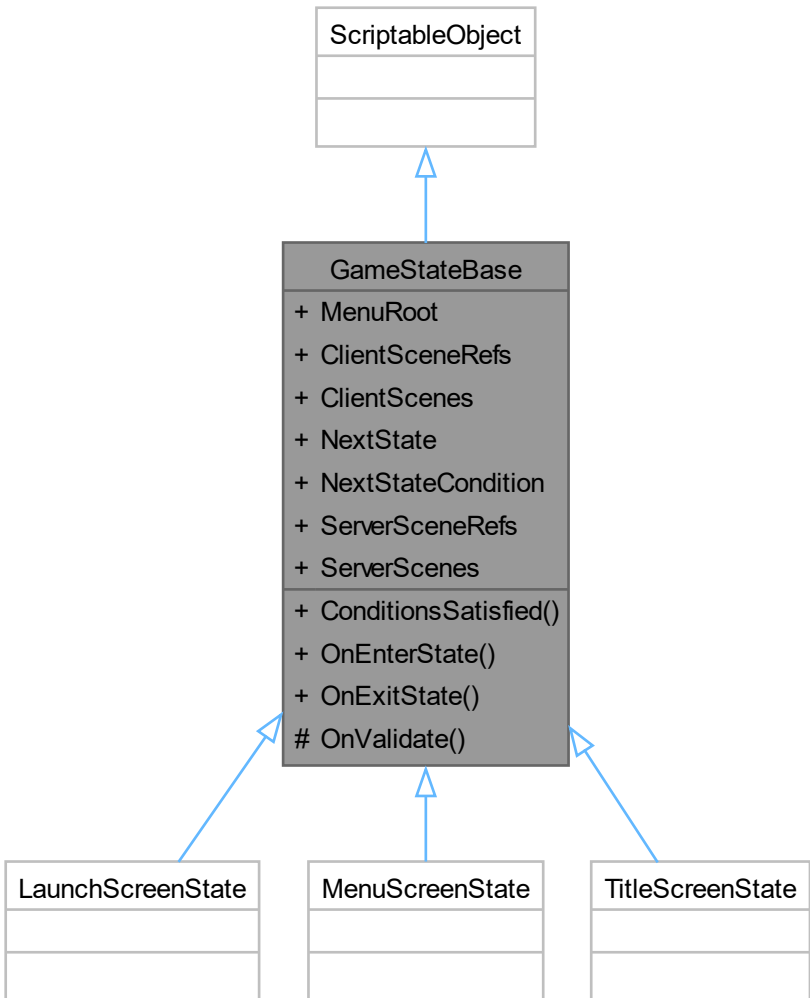 ScriptableObject
GameStateBase
+ MenuRoot
+ ClientSceneRefs
+ ClientScenes
+ NextState
+ NextStateCondition
+ ServerSceneRefs
+ ServerScenes
+ ConditionsSatisfied()
+ OnEnterState()
+ OnExitState()
# OnValidate()
LaunchScreenState
MenuScreenState
TitleScreenState